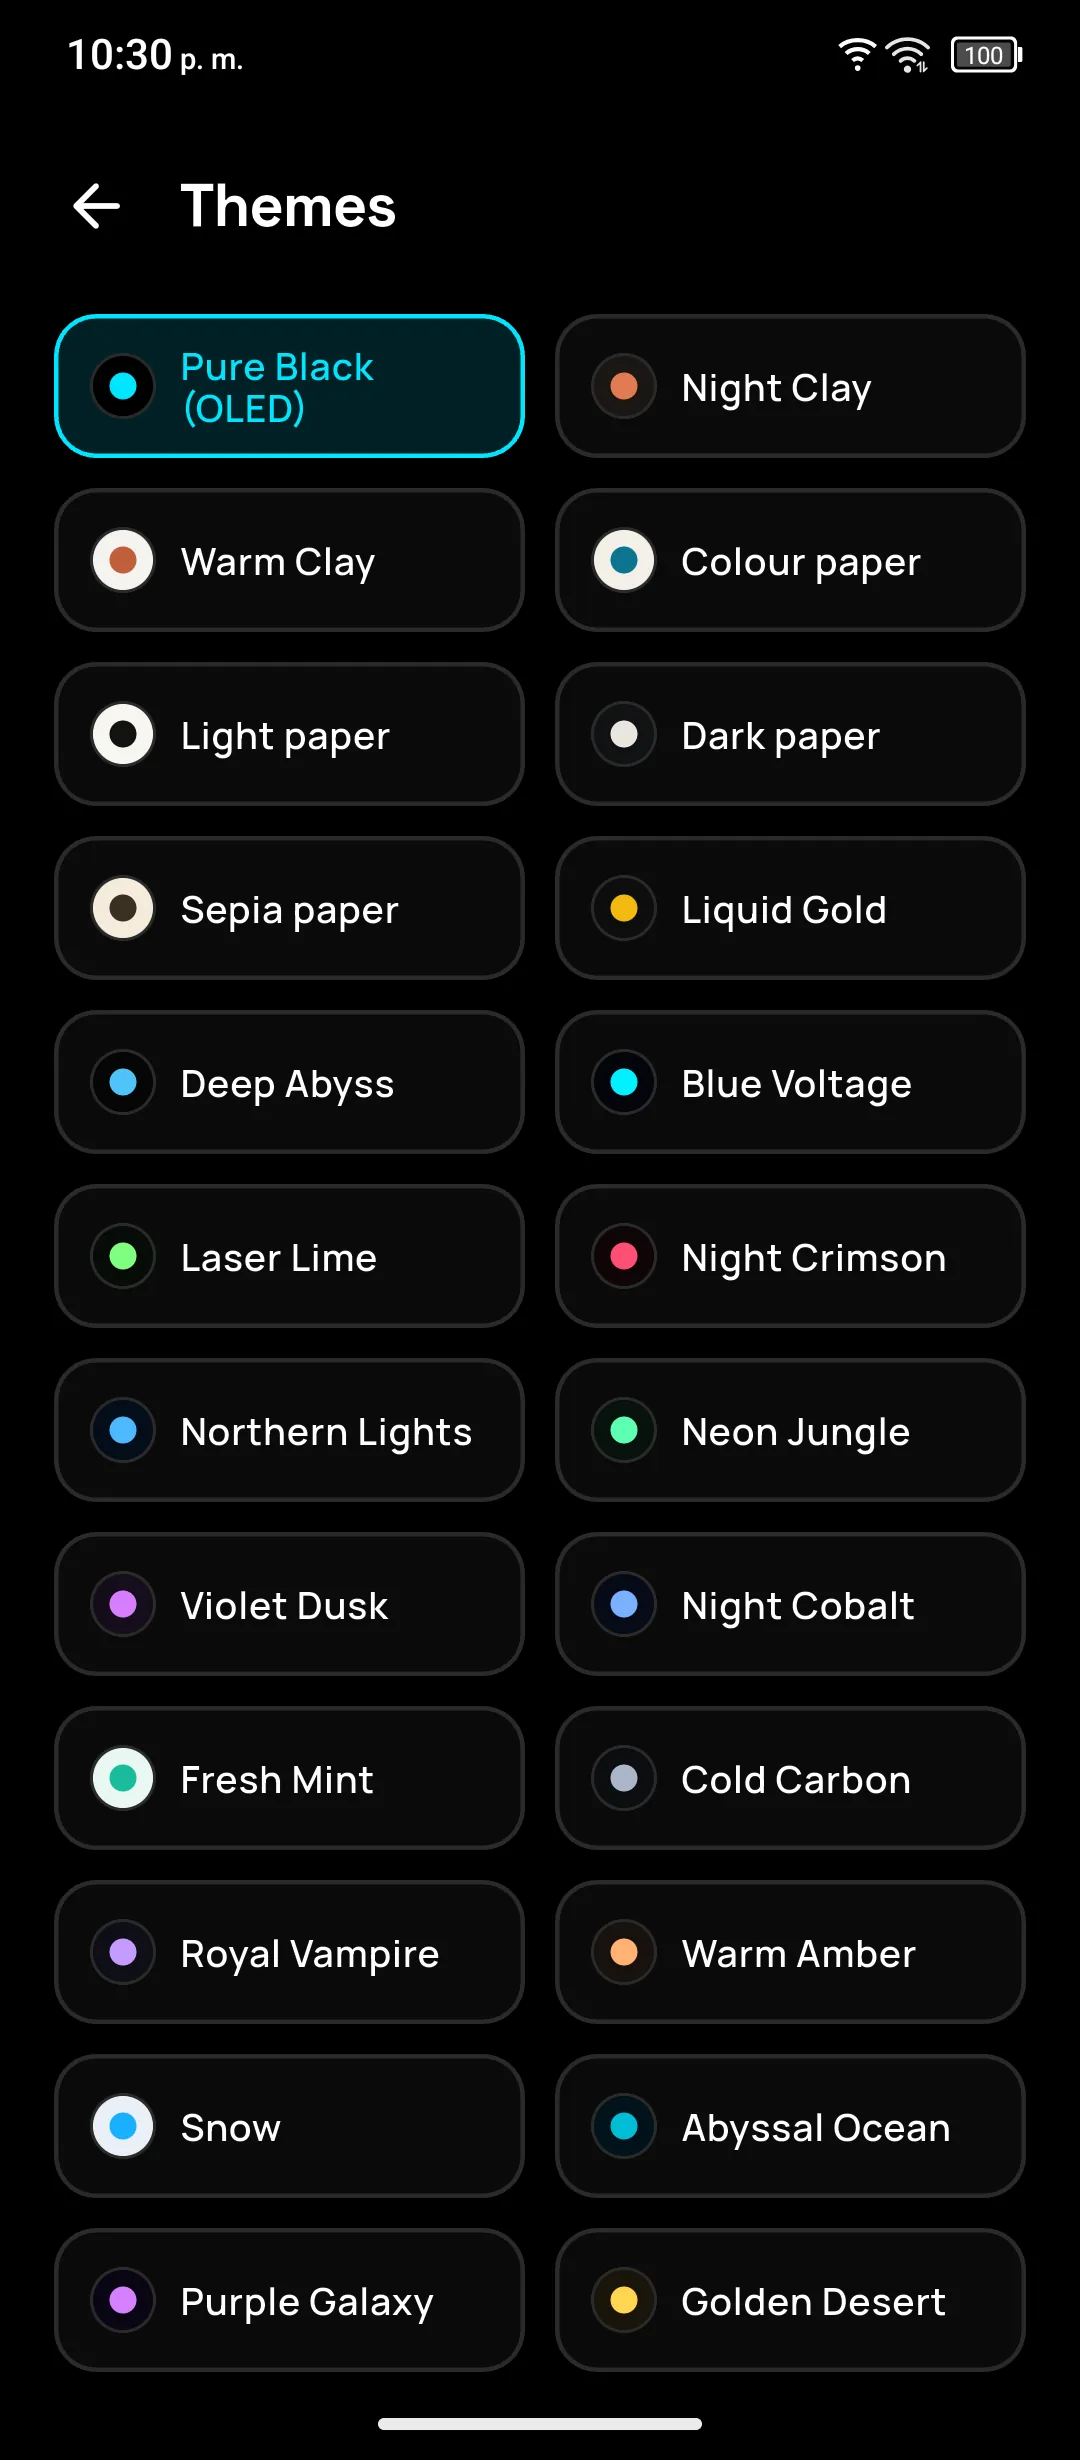 10:30 p. m.
100
Themes
Pure Black
(OLED)
Night Clay
Warm Clay
Colour paper
Light paper
Dark paper
Sepia paper
Liquid Gold
Deep Abyss
Blue Voltage
Laser Lime
Night Crimson
Northern Lights
Neon Jungle
Violet Dusk
Night Cobalt
Fresh Mint
Cold Carbon
Royal Vampire
Warm Amber
Snow
Abyssal Ocean
Purple Galaxy
Golden Desert